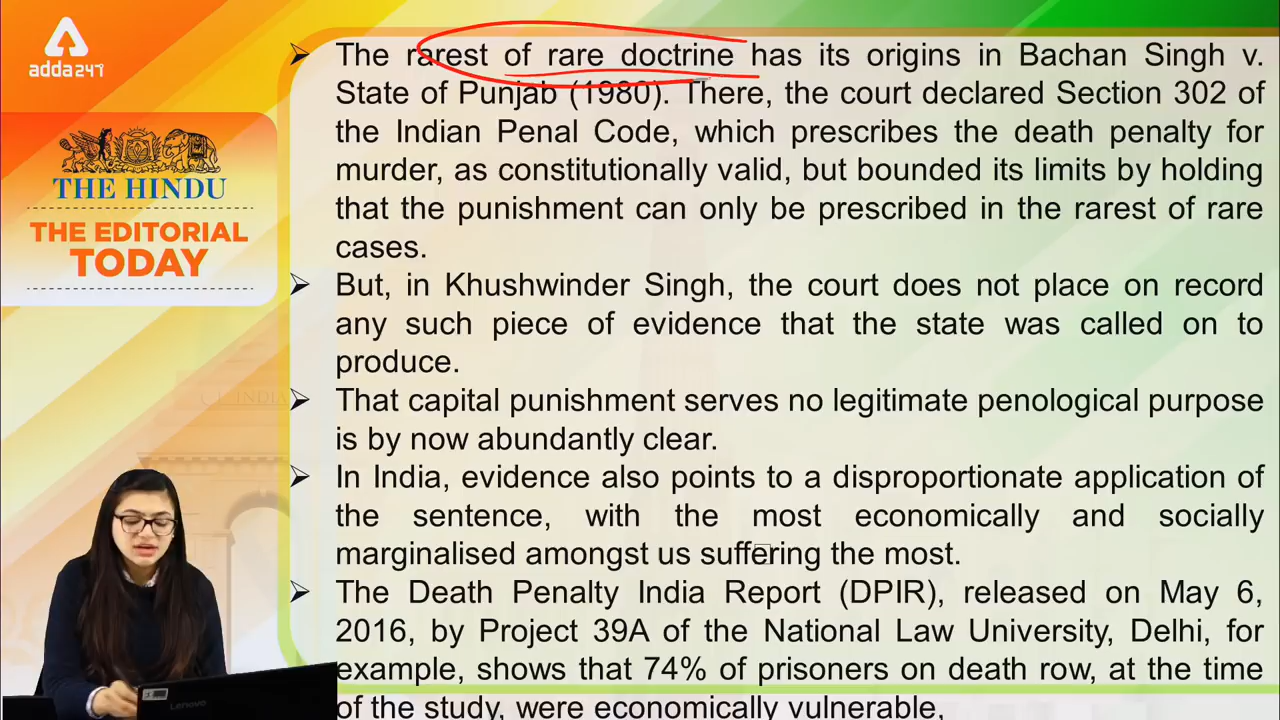 adda247
THE HINDU
THE EDITORIAL
TODAY
The rarest of rare doctrine has its origins in Bachan Singh v.
State of Punjab (1980). There, the court declared Section 302 of
the Indian Penal Code, which prescribes the death penalty for
murder, as constitutionally valid, but bounded its limits by holding
that the punishment can only be prescribed in the rarest of rare
cases.
But, in Khushwinder Singh, the court does not place on record
any such piece of evidence that the state was called on to
produce.
That capital punishment serves no legitimate penological purpose
is by now abundantly clear.
In India, evidence also points to a disproportionate application of
the sentence, with the most economically and socially
marginalised amongst us suffering the most.
The Death Penalty India Report (DPIR), released on May 6,
2016, by Project 39A of the National Law University, Delhi, for
example, shows that 74% of prisoners on death row, at the time
of the study, were economically vulnerable,
INDIA
Lenovo